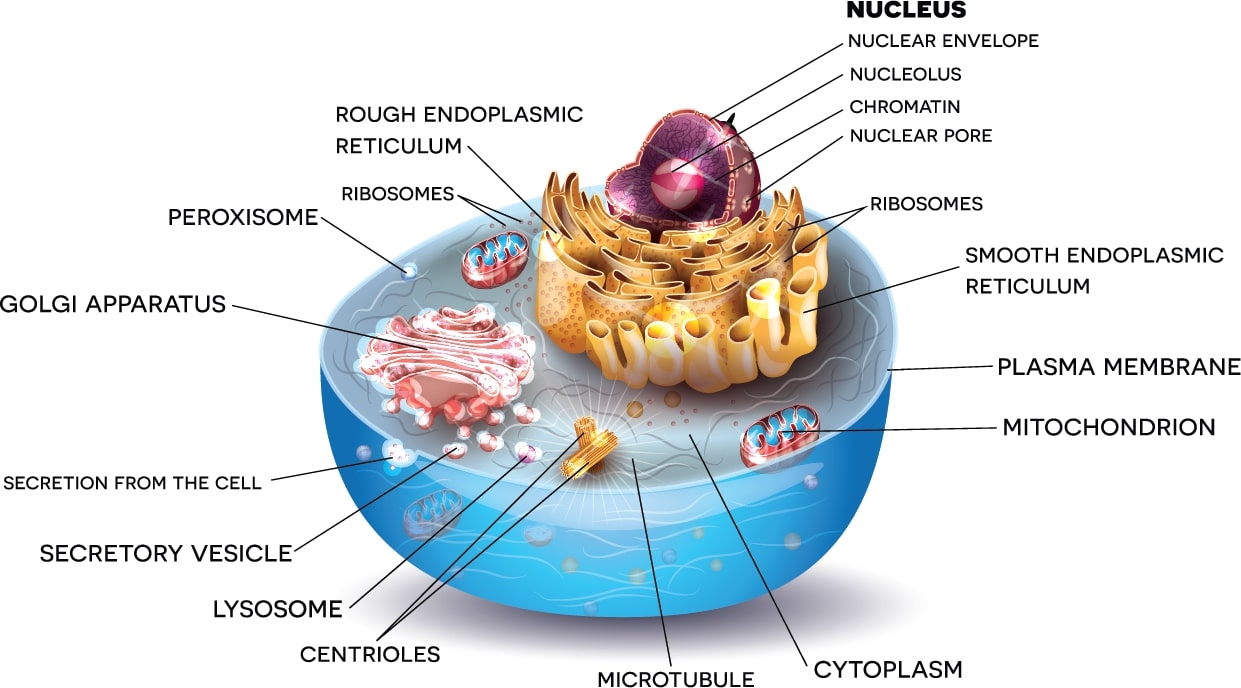 NUCLEUS
NUCLEAR ENVELOPE
NUCLEOLUS
CHROMATIN
NUCLEAR PORE
ROUGH ENDOPLASMIC
RETICULUM
RIBOSOMES
PEROXISOME
GOLGI APPARATUS
RIBOSOMES
SMOOTH ENDOPLASMIC
RETICULUM
PLASMA MEMBRANE
MITOCHONDRION
SECRETION FROM THE CELL
SECRETORY VESICLE
LYSOSOME
CENTRIOLES
MICROTUBULE
CYTOPLASM